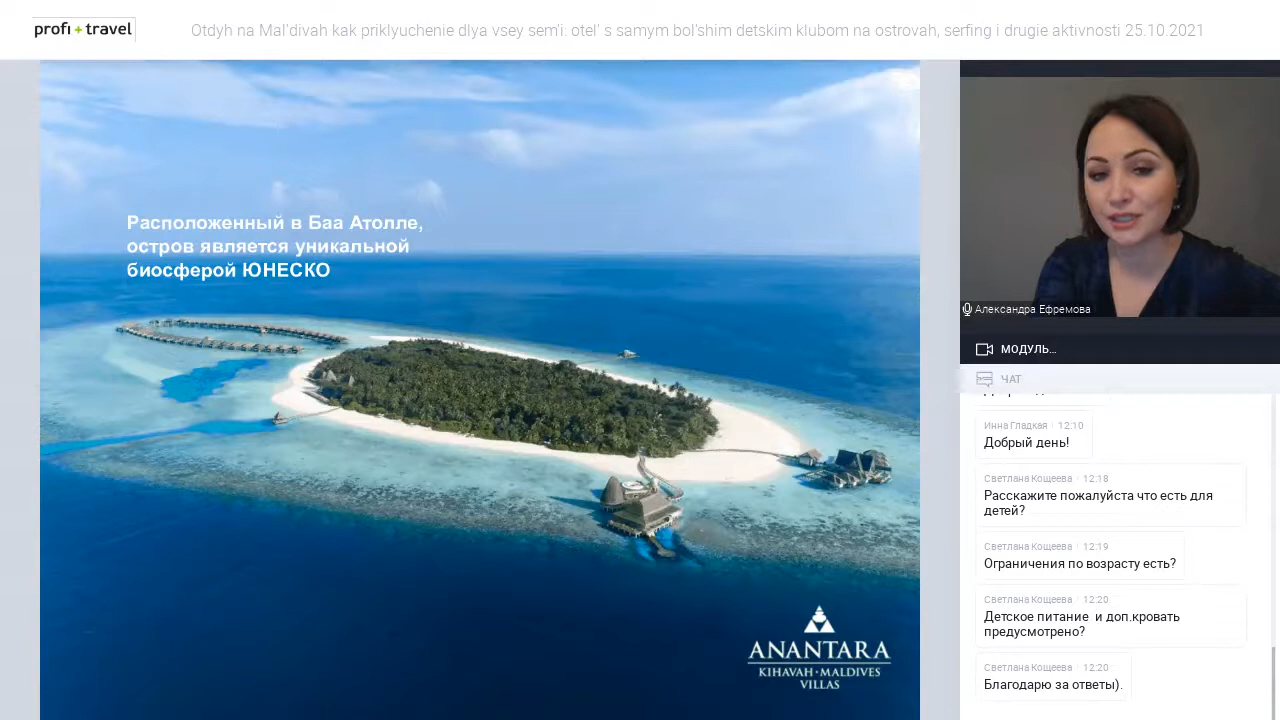 profi + travel
Otdyh na Mal'divah kak priklyuchenie dlya vsey sem'i: otel' s samym bol'shim detskim klubom na ostrovah, serfing i drugie aktivnosti 25.10.2021
Расположенный в Баа Атолле,
остров является уникальной
биосферой ЮНЕСКО
ANANTARA
KIHAVAH · MALDIVES
VILLAS
Александра Ефремова
МОДУЛЬ...
ЧАТ
Инна Гладкая 12:10
Добрый день!
Светлана Кощеева 12:18
Расскажите пожалуйста что есть для
детей?
Светлана Кощеева 12:19
Ограничения по возрасту есть?
Светлана Кощеева 12:20
Детское питание и доп.кровать
предусмотрено?
Светлана Кощеева 12:20
Благодарю за ответы).